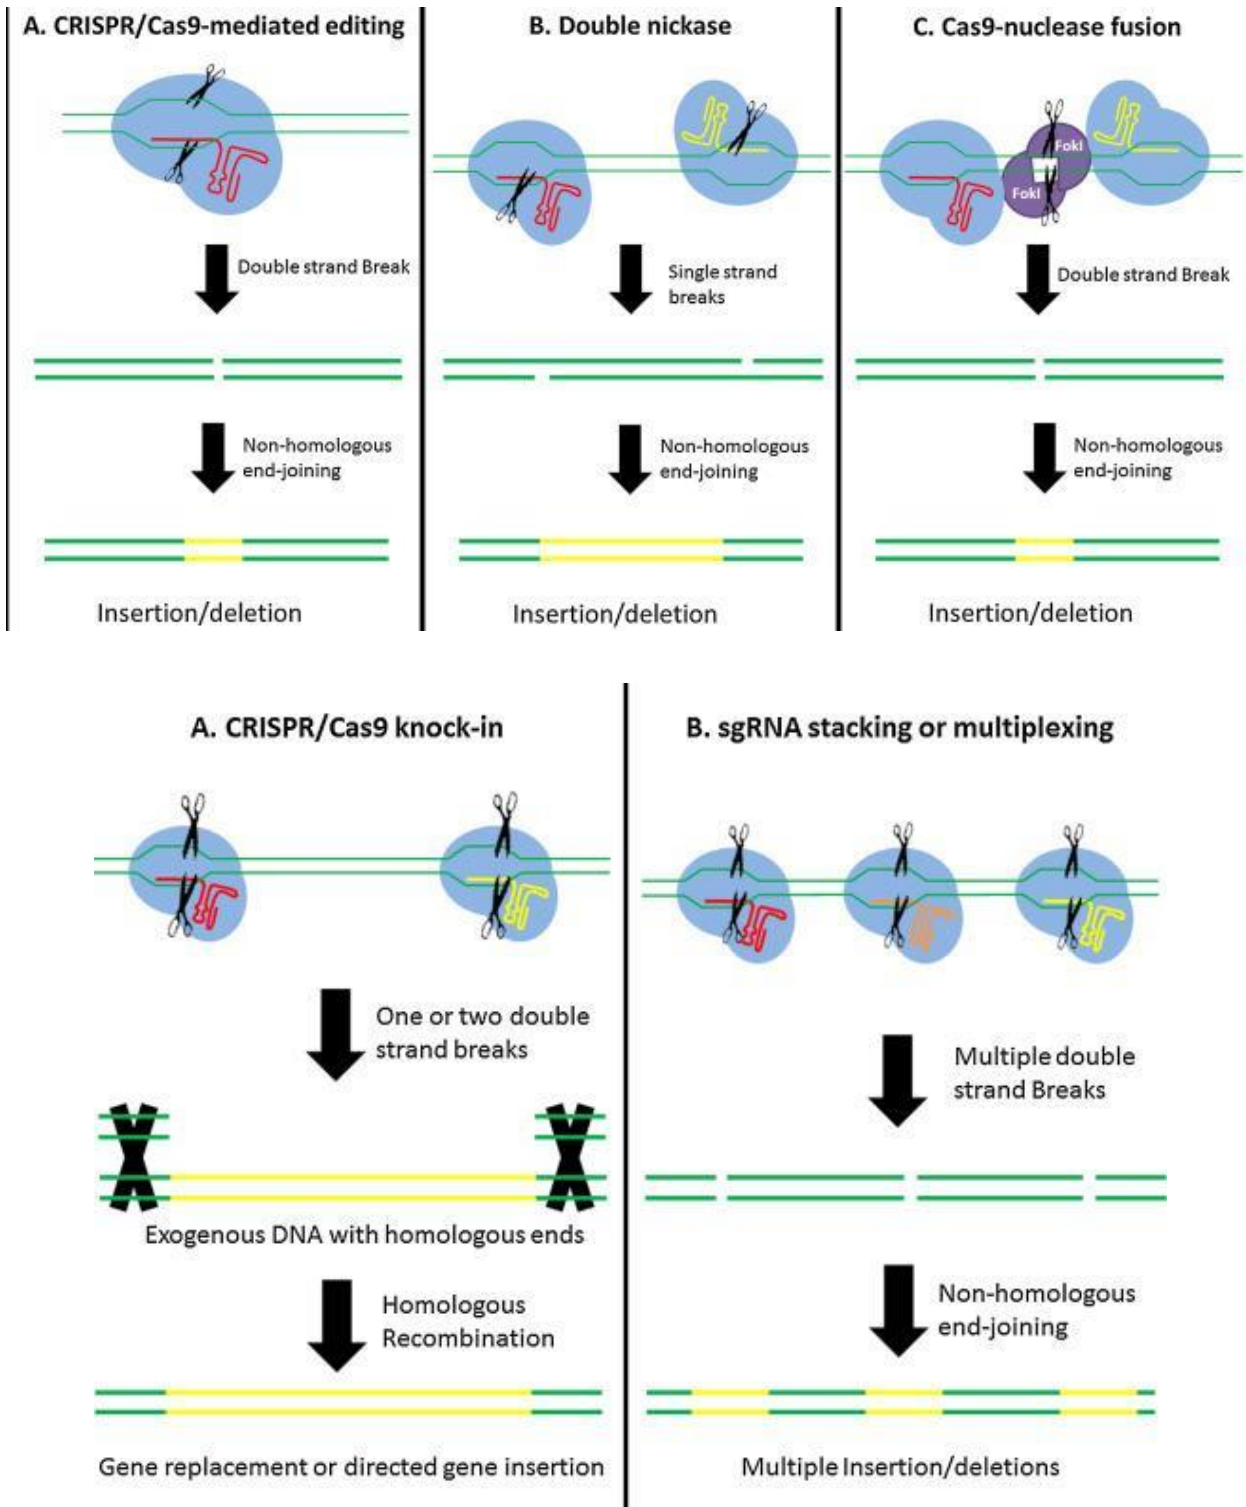 A. CRISPR/Cas9-mediated editing
Double strand Break
Non-homologous
end-joining
Insertion/deletion
B. Double nickase
Single strand
breaks
Non-homologous
end-joining
Insertion/deletion
C. Cas9-nuclease fusion
FokI
FokI
Double strand Break
Non-homologous
end-joining
Insertion/deletion
A. CRISPR/Cas9 knock-in
One or two double
strand breaks
Exogenous DNA with homologous ends
Homologous
Recombination
Gene replacement or directed gene insertion
B. sgRNA stacking or multiplexing
Multiple double
strand Breaks
Non-homologous
end-joining
Multiple Insertion/deletions